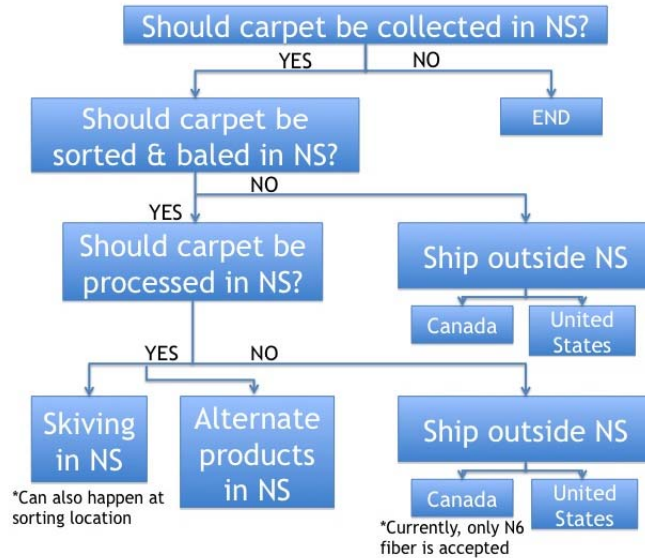 Should carpet be collected in NS?
YES
NO
Should carpet be
sorted & baled in NS?
END
NO
YES
Should carpet be
processed in NS?
Ship outside NS
Canada
United
States
YES
NO
Skiving
in NS
Alternate
products
in NS
Ship outside NS
*Can also happen at
sorting location
Canada
United
States
*Currently, only N6
fiber is accepted